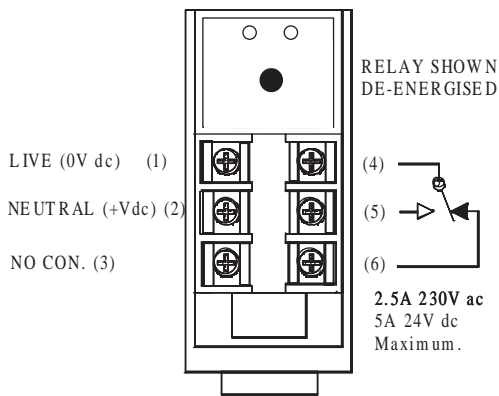 RELAY SHOWN
DE-ENERGISED
LIVE (0V dc) (1)
NEUTRAL (+Vdc) (2)
NO CON. (3)
(4)
(5)
(6)
2.5A 230V ac
5A 24V dc
Maximum.